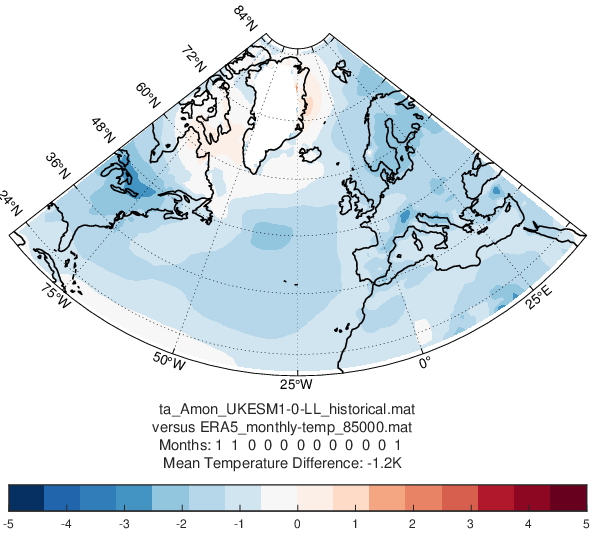 84°N
72°N
60°N
48°N
36°N
24°N
75°W
50°W
25°W
0°
25°E
ta_Amon_UKESM1-0-LL_historical.mat
versus ERA5_monthly-temp_85000.mat
Months: 1 1 0 0 0 0 0 0 0 0 0 1
Mean Temperature Difference: -1.2K
-5 -4 -3 -2 -1 0 1 2 3 4 5